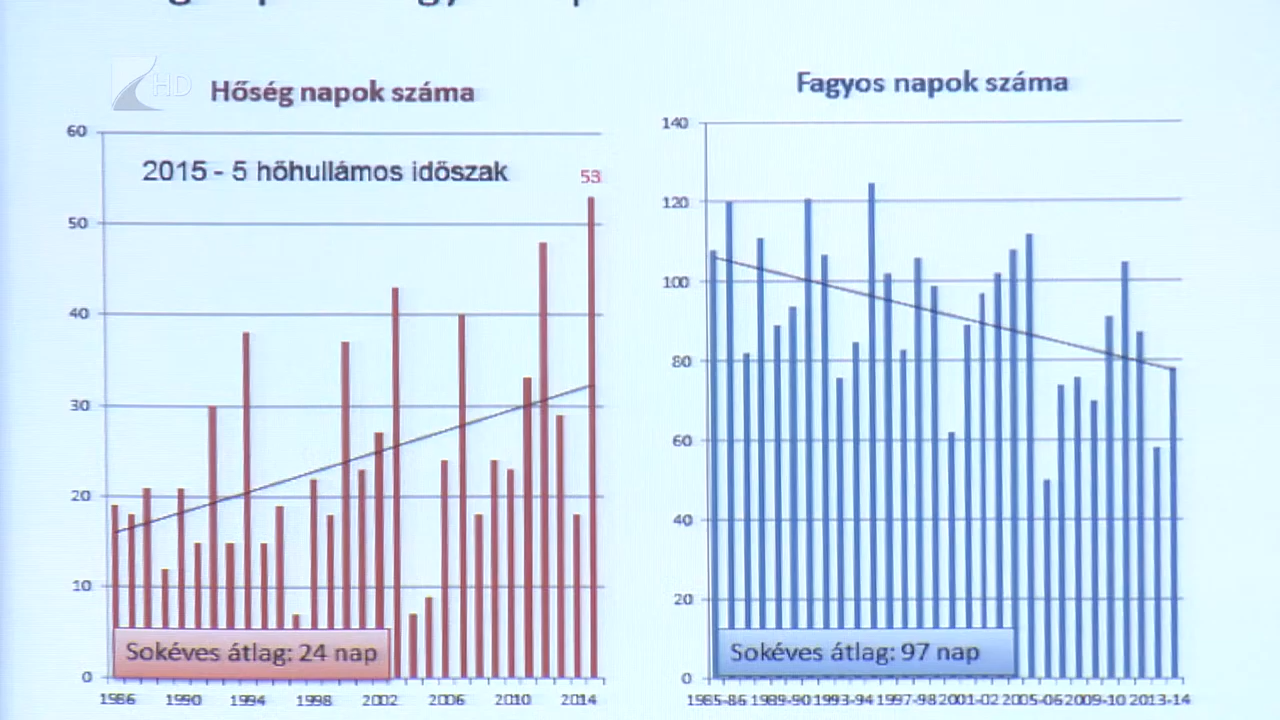 HD
Hőség napok száma
2015 - 5 hőhullámos időszak
53
60
50
40
30
20
10
0
Sokéves átlag: 24 nap
1986 1990 1994 1998 2002 2006 2010 2014
Fagyos napok száma
140
120
100
80
60
40
20
0
Sokéves átlag: 97 nap
1985-86 1989-90 1993-94 1997-98 2001-02 2005-06 2009-10 2013-14